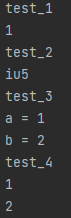 test_1
1
test_2
iu5
test_3
a = 1
b = 2
test_4
1
2